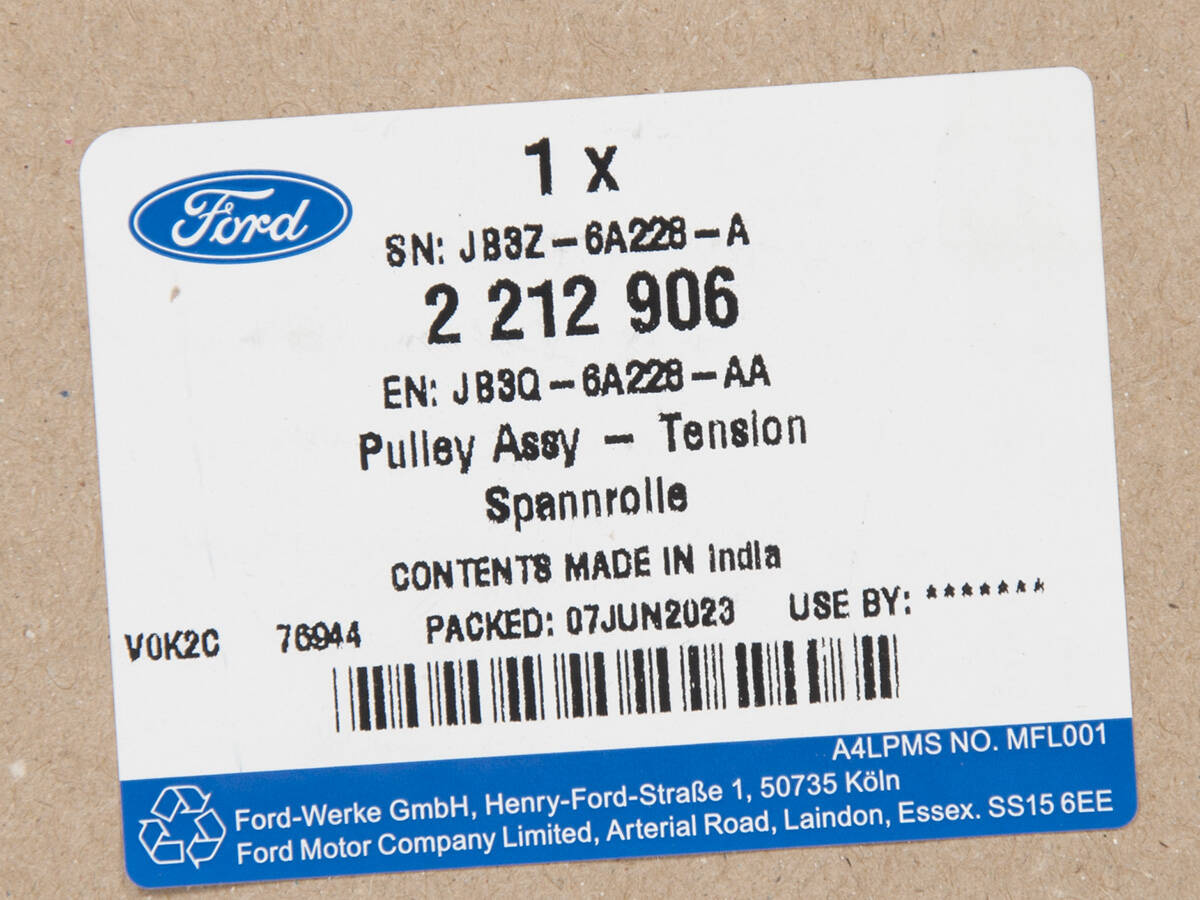 Ford
1 x
SN: JB3Z-6A228-A
2 212 906
EN: JB3Q-6A228-AA
Pulley Assy - Tension
Spannrolle
CONTENTS MADE IN India
V0K2C 76944 PACKED: 07JUN2023 USE BY: *******
A4LPMS NO. MFL001
Ford-Werke GmbH, Henry-Ford-Straße 1, 50735 Köln
Ford Motor Company Limited, Arterial Road, Laindon, Essex. SS15 6EE